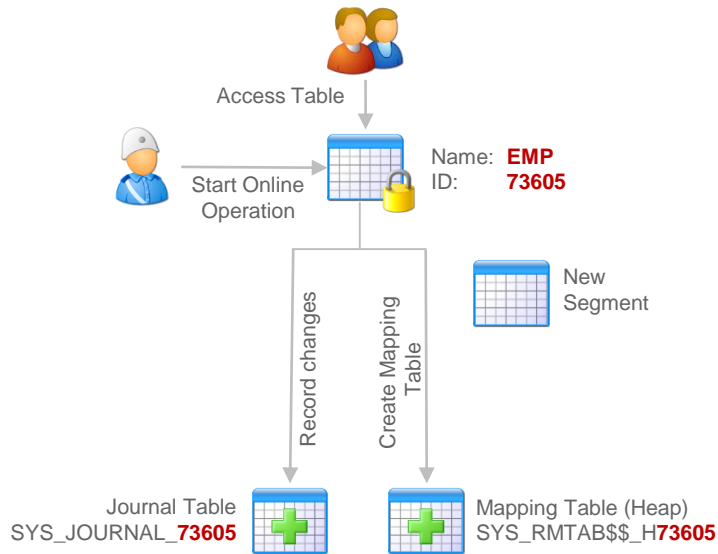 Access Table
Start Online
Operation
Name: EMP
ID: 73605
New
Segment
Record changes
Create Mapping
Table
Journal Table
SYS_JOURNAL_73605
Mapping Table (Heap)
SYS_RMTAB$$_H73605